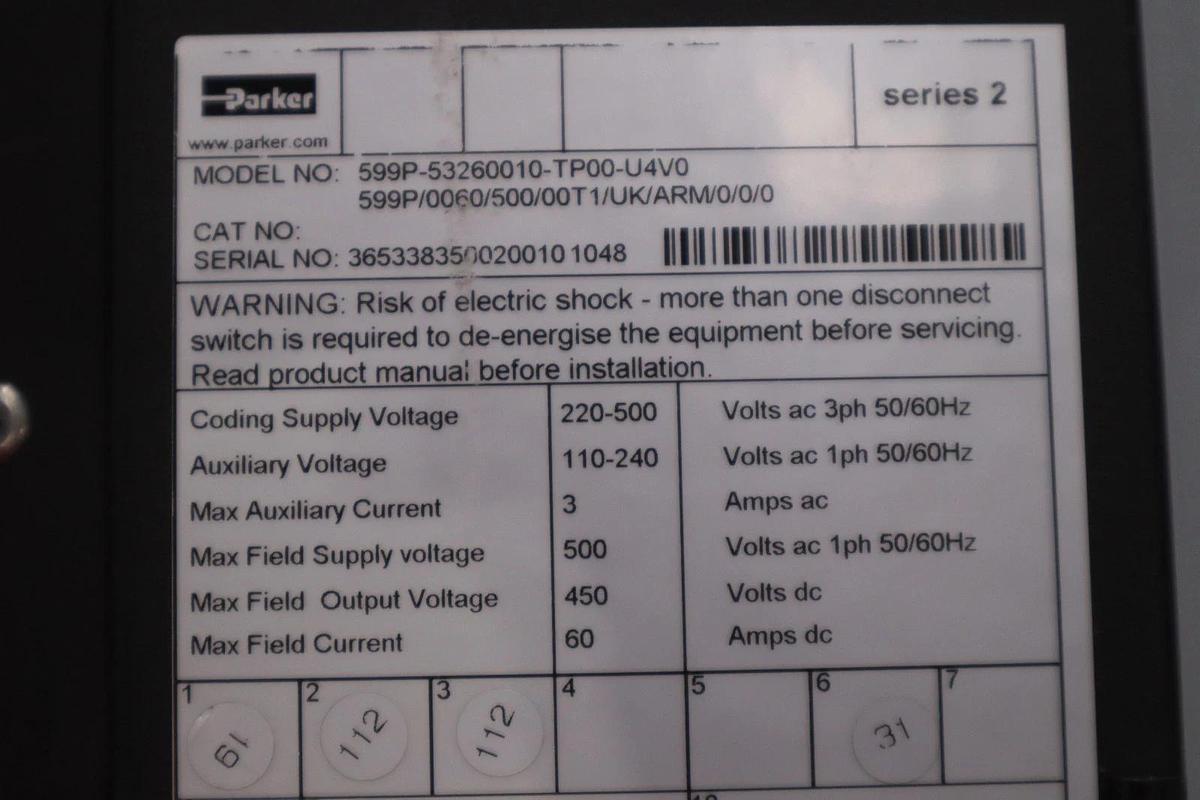 Parker
series 2
www.parker.com
MODEL NO: 599P-53260010-TP00-U4V0
599P/0060/500/00T1/UK/ARM/0/0/0
CAT NO:
SERIAL NO: 36533835002001010 1048
WARNING: Risk of electric shock - more than one disconnect
switch is required to de-energise the equipment before servicing.
Read product manual before installation.
Coding Supply Voltage 220-500 Volts ac 3ph 50/60Hz
Auxiliary Voltage 110-240 Volts ac 1ph 50/60Hz
Max Auxiliary Current 3 Amps ac
Max Field Supply voltage 500 Volts ac 1ph 50/60Hz
Max Field Output Voltage 450 Volts dc
Max Field Current 60 Amps dc
1 2 3 4 5 6 7
61 112 112 31